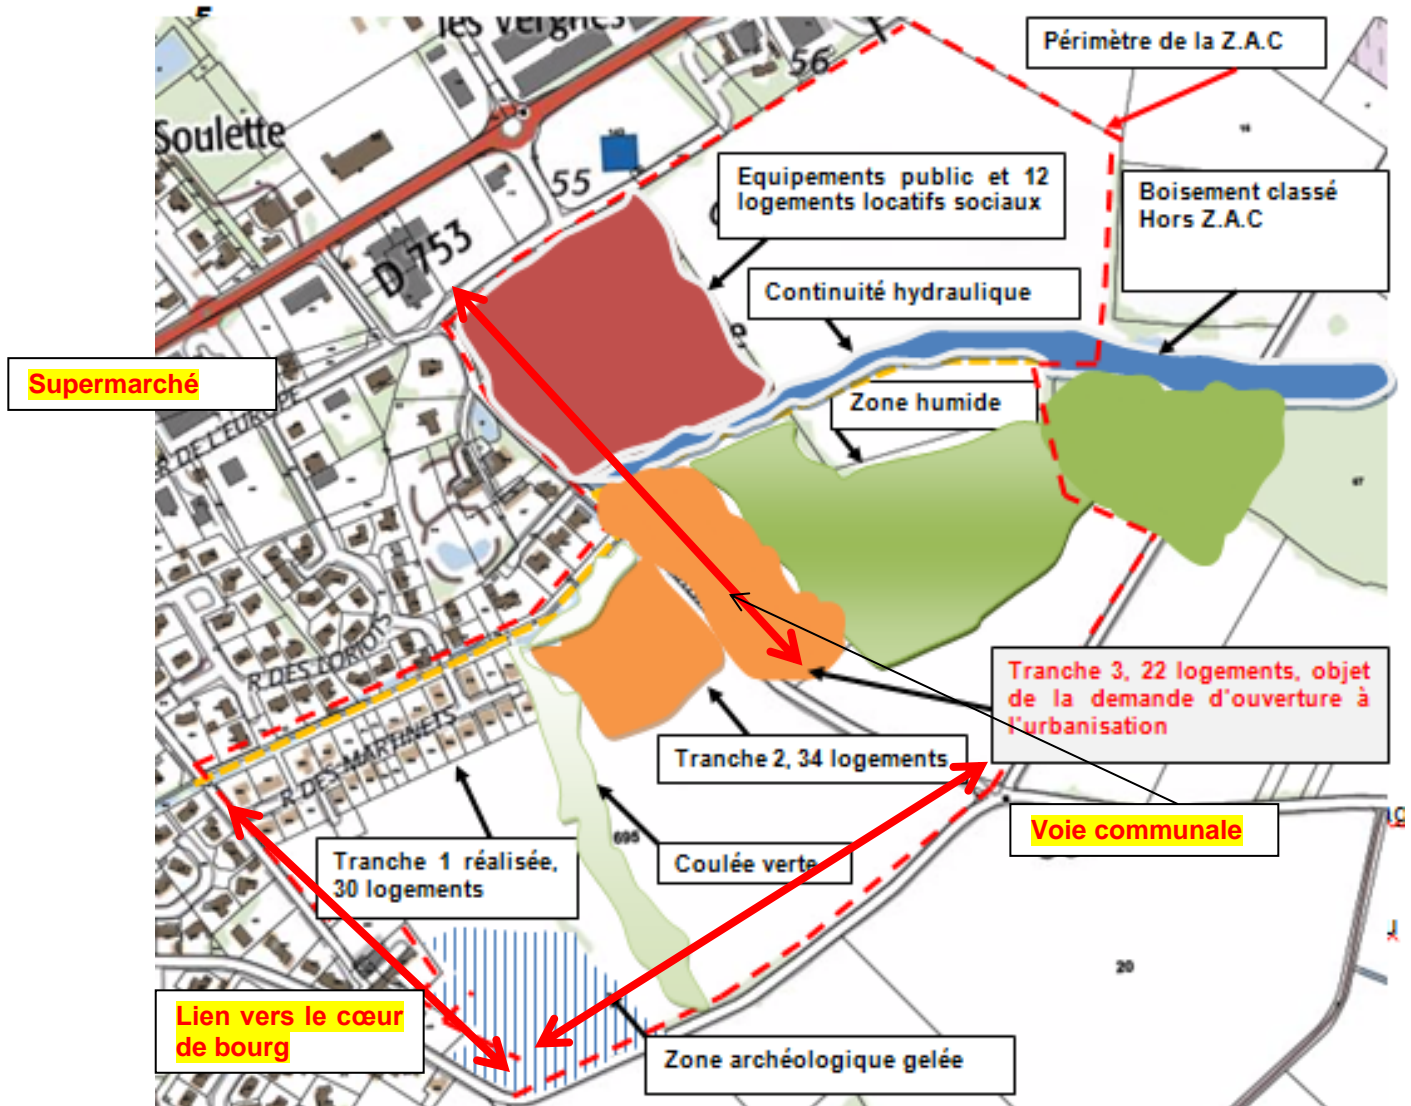 les Vergnes
56
Périmètre de la Z.A.C
Soulette
55
Equipements public et 12
logements locatifs sociaux
Boisement classé
Hors Z.A.C
D 753
Continuité hydraulique
Supermarché
Zone humide
R DE L'EUROPE
R DES LORIOTS
Tranche 3, 22 logements, objet
de la demande d'ouverture à
l'urbanisation
R DES MARTINETS
Tranche 2, 34 logements
Voie communale
695
Tranche 1 réalisée,
30 logements
Coulée verte
20
Lien vers le cœur
de bourg
Zone archéologique gelée